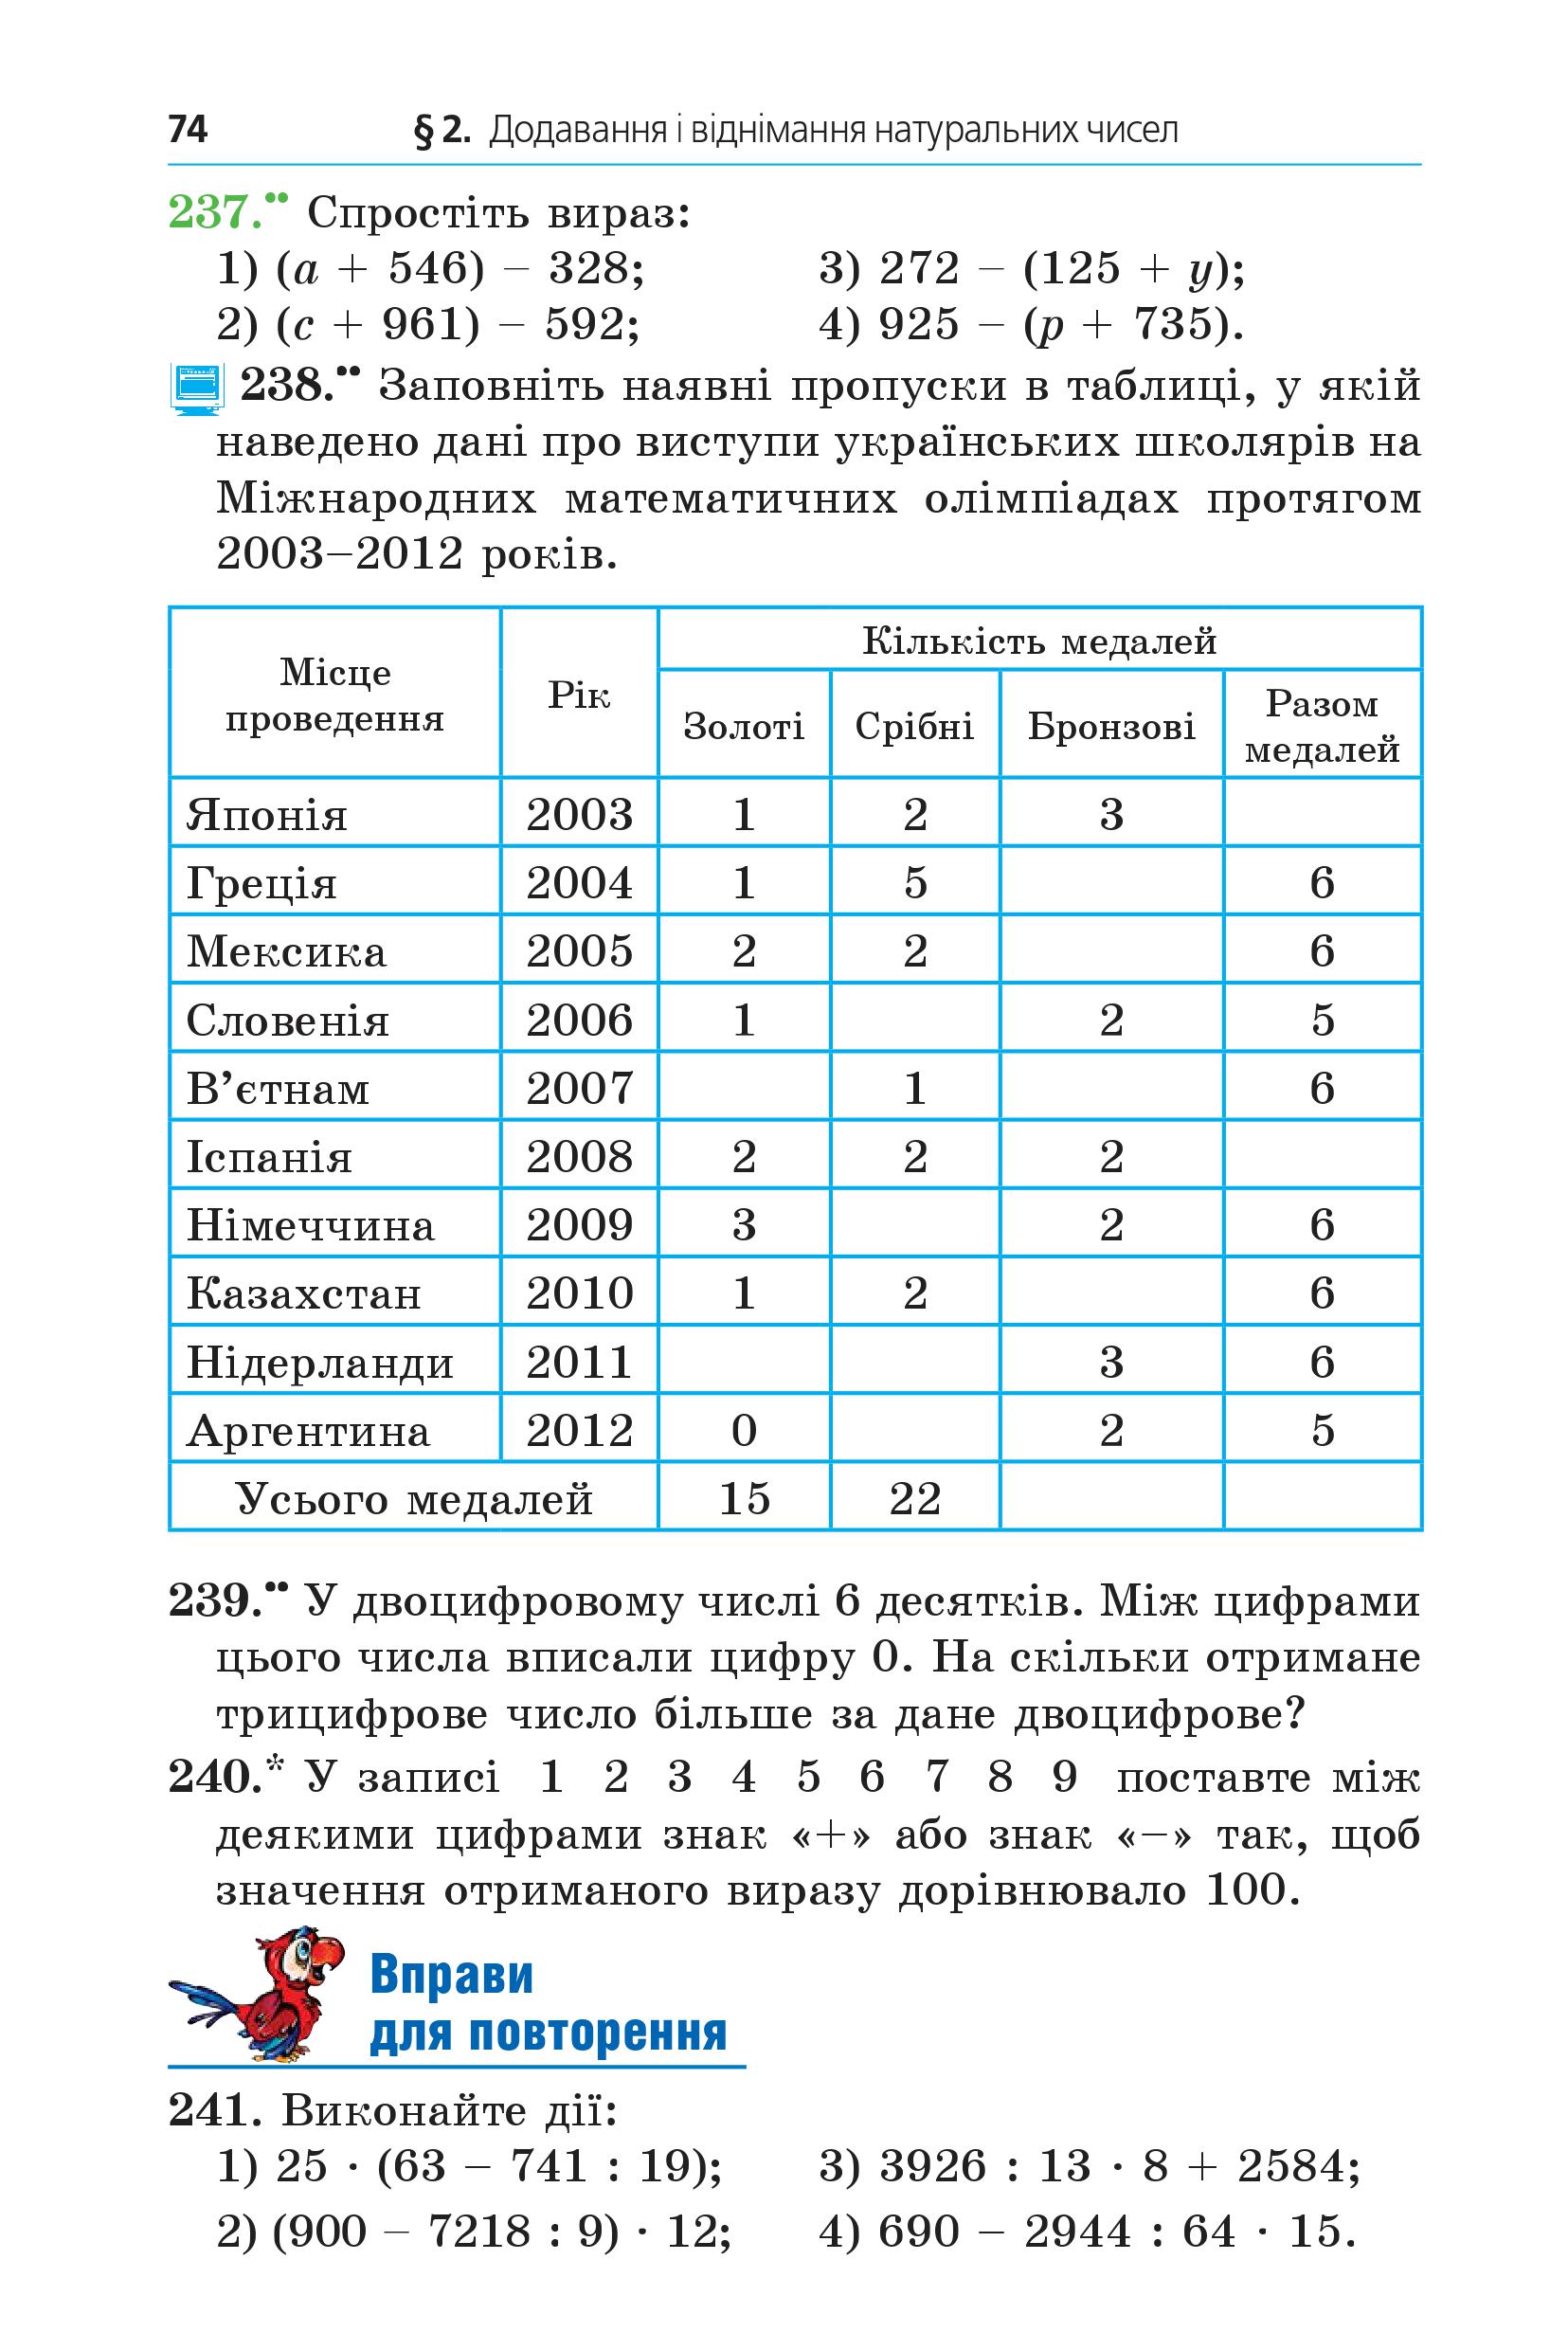 74 § 2. Додавання і віднімання натуральних чисел
237.•• Спростіть вираз:
1) (a + 546) – 328; 3) 272 – (125 + y);
2) (c + 961) – 592; 4) 925 – (p + 735).
238.•• Заповніть наявні пропуски в таблиці, у якій
наведено дані про виступи українських школярів на
Міжнародних математичних олімпіадах протягом
2003–2012 років.
Місце
проведення
Рік
Кількість медалей
Золоті Срібні Бронзові Разом
медалей
Японія 2003 1 2 3
Греція 2004 1 5 6
Мексика 2005 2 2 6
Словенія 2006 1 2 5
В’єтнам 2007 1 6
Іспанія 2008 2 2 2
Німеччина 2009 3 2 6
Казахстан 2010 1 2 6
Нідерланди 2011 3 6
Аргентина 2012 0 2 5
Усього медалей 15 22
239.•• У двоцифровому числі 6 десятків. Між цифрами
цього числа вписали цифру 0. На скільки отримане
трицифрове число більше за дане двоцифрове?
240.* У записі 1 2 3 4 5 6 7 8 9 поставте між
деякими цифрами знак «+» або знак «–» так, щоб
значення отриманого виразу дорівнювало 100.
Вправи
для повторення
241. Виконайте дії:
1) 25 · (63 – 741 : 19); 3) 3926 : 13 · 8 + 2584;
2) (900 – 7218 : 9) · 12; 4) 690 – 2944 : 64 · 15.